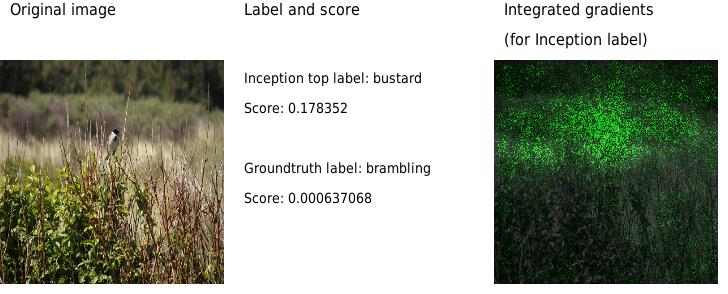 Original image
Label and score
Integrated gradients
(for Inception label)
Inception top label: bustard
Score: 0.178352
Groundtruth label: brambling
Score: 0.000637068